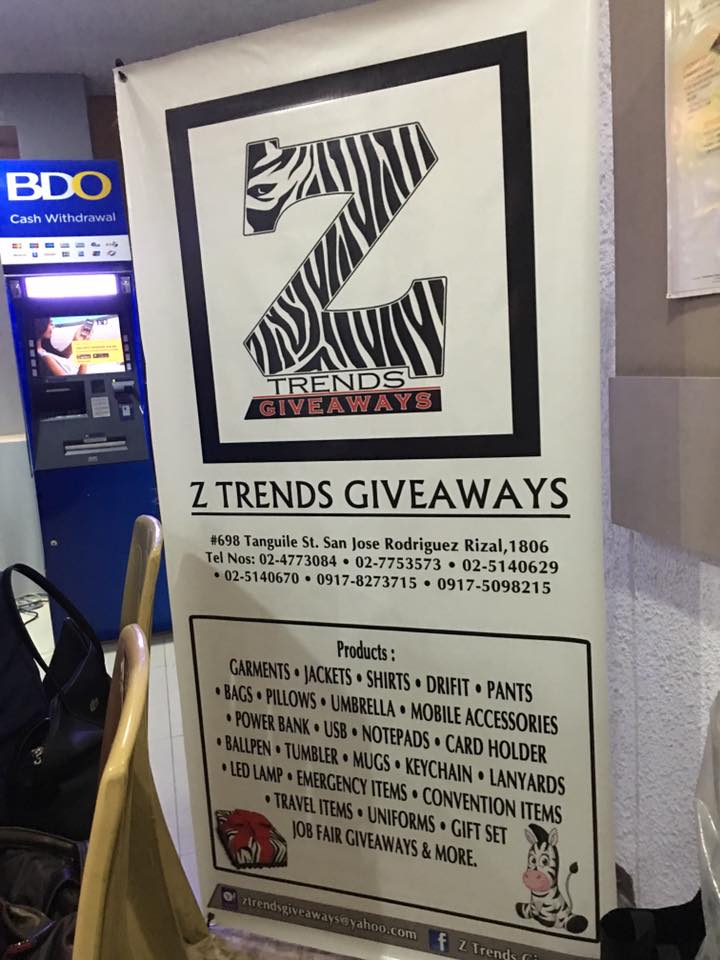 BDO
Cash Withdrawal
TRENDS
GIVEAWAYS
Z TRENDS GIVEAWAYS
#698 Tanguile St. San Jose Rodriguez Rizal,1806
Tel Nos: 02-4773084 • 02-7753573 • 02-5140629
• 02-5140670 • 0917-8273715 • 0917-5098215
Products :
GARMENTS • JACKETS • SHIRTS • DRIFIT • PANTS
• BAGS • PILLOWS • UMBRELLA • MOBILE ACCESSORIES
• POWER BANK • USB • NOTEPADS • CARD HOLDER
• BALLPEN • TUMBLER • MUGS • KEYCHAIN • LANYARDS
• LED LAMP • EMERGENCY ITEMS • CONVENTION ITEMS
• TRAVEL ITEMS • UNIFORMS • GIFT SET
JOB FAIR GIVEAWAYS & MORE.
ztrendsgiveaways@yahoo.com
f Z Trends